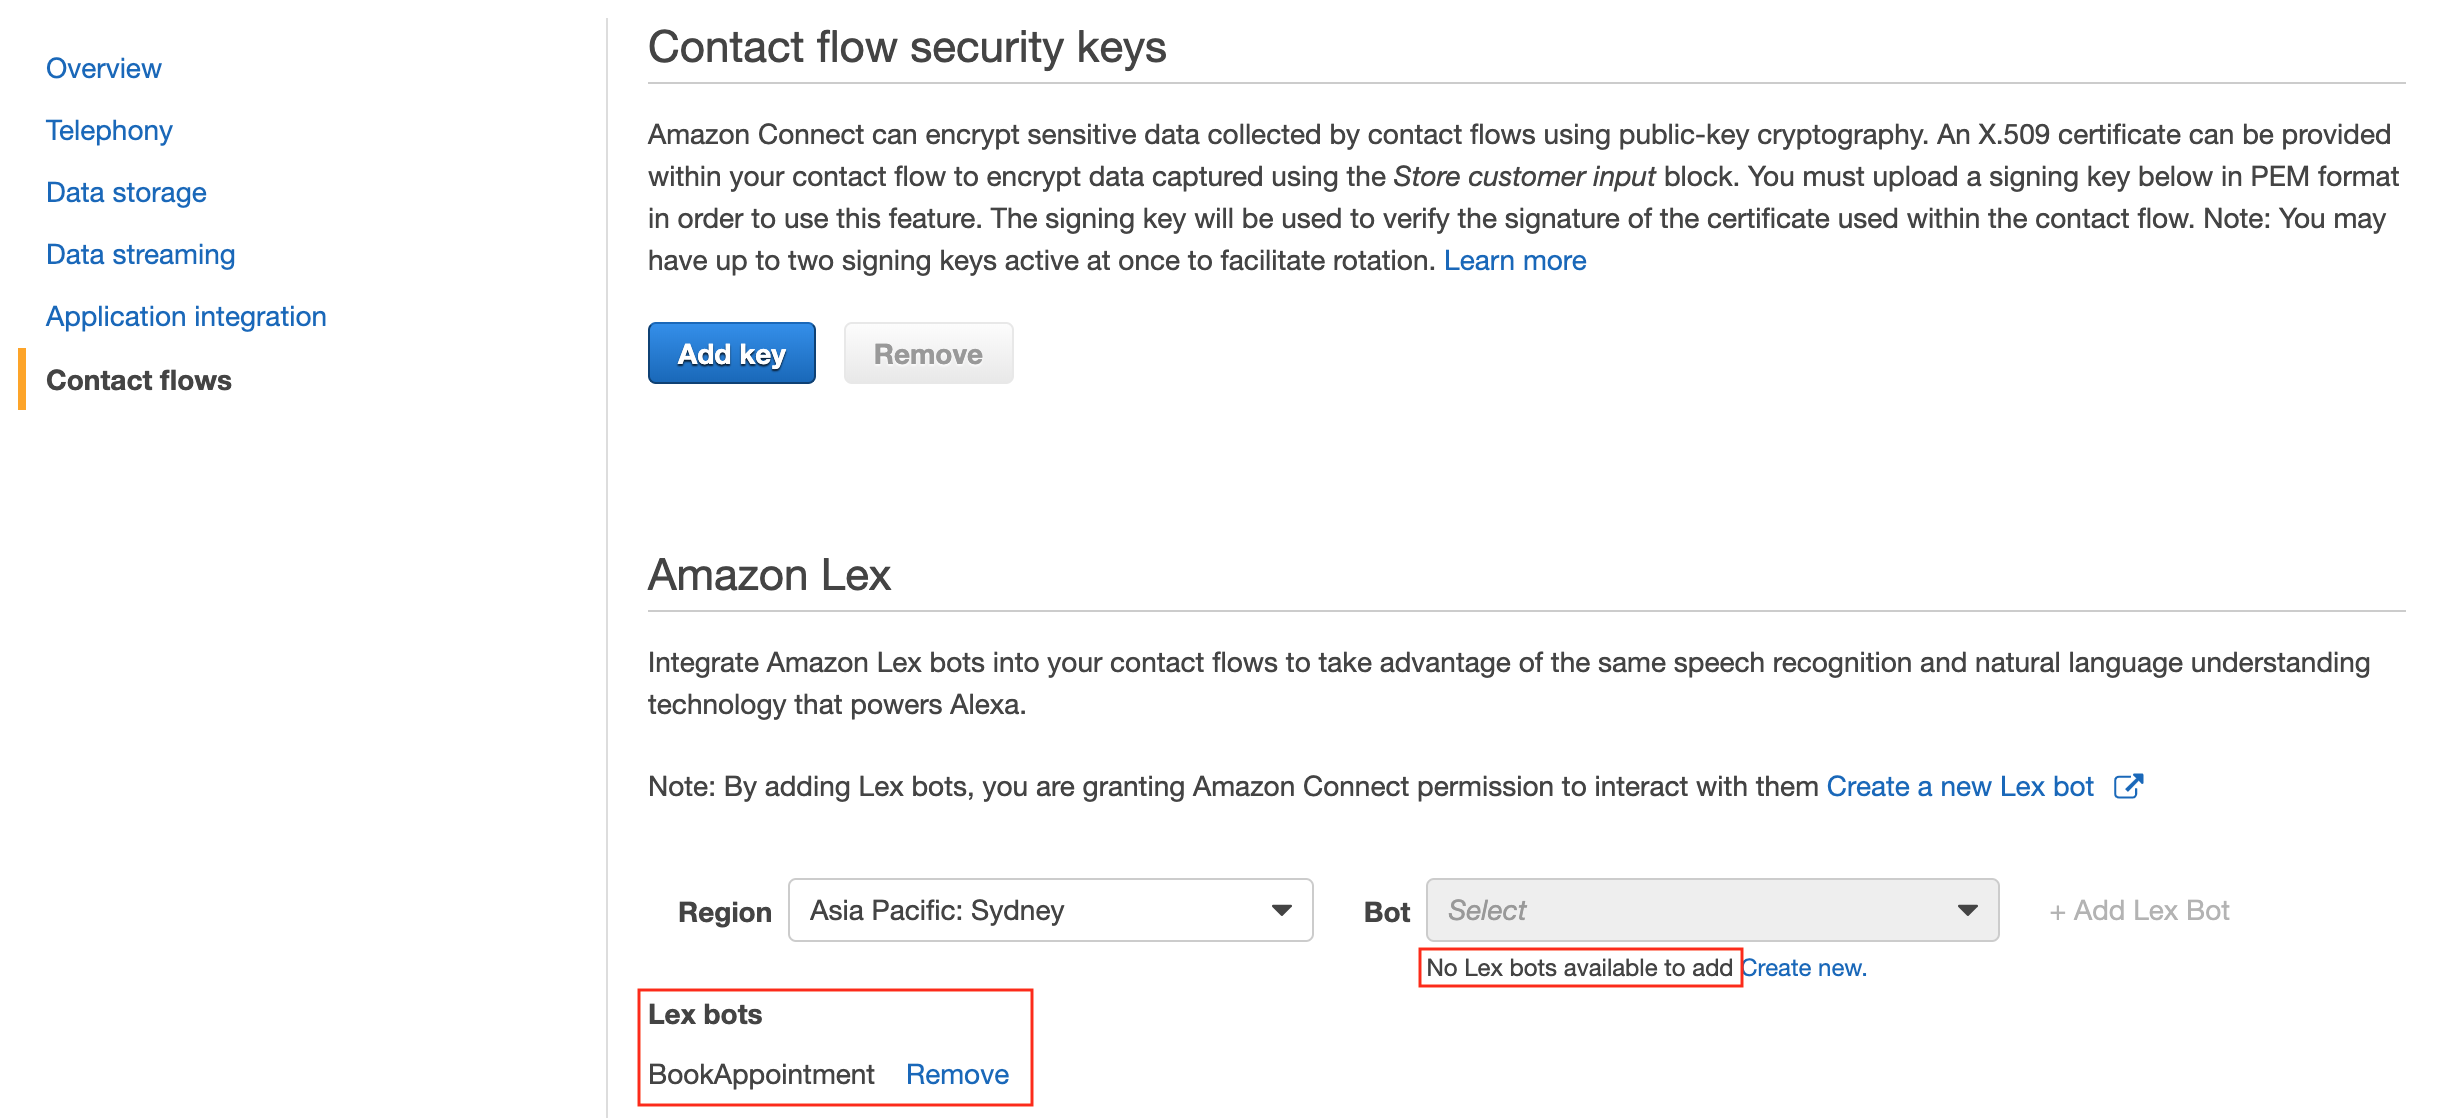 Overview
Telephony
Data storage
Data streaming
Application integration
Contact flows
Contact flow security keys
Amazon Connect can encrypt sensitive data collected by contact flows using public-key cryptography. An X.509 certificate can be provided
within your contact flow to encrypt data captured using the Store customer input block. You must upload a signing key below in PEM format
in order to use this feature. The signing key will be used to verify the signature of the certificate used within the contact flow. Note: You may
have up to two signing keys active at once to facilitate rotation. Learn more
Add key Remove
Amazon Lex
Integrate Amazon Lex bots into your contact flows to take advantage of the same speech recognition and natural language understanding
technology that powers Alexa.
Note: By adding Lex bots, you are granting Amazon Connect permission to interact with them Create a new Lex bot
Region Asia Pacific: Sydney Bot Select + Add Lex Bot
No Lex bots available to add Create new.
Lex bots
BookAppointment Remove